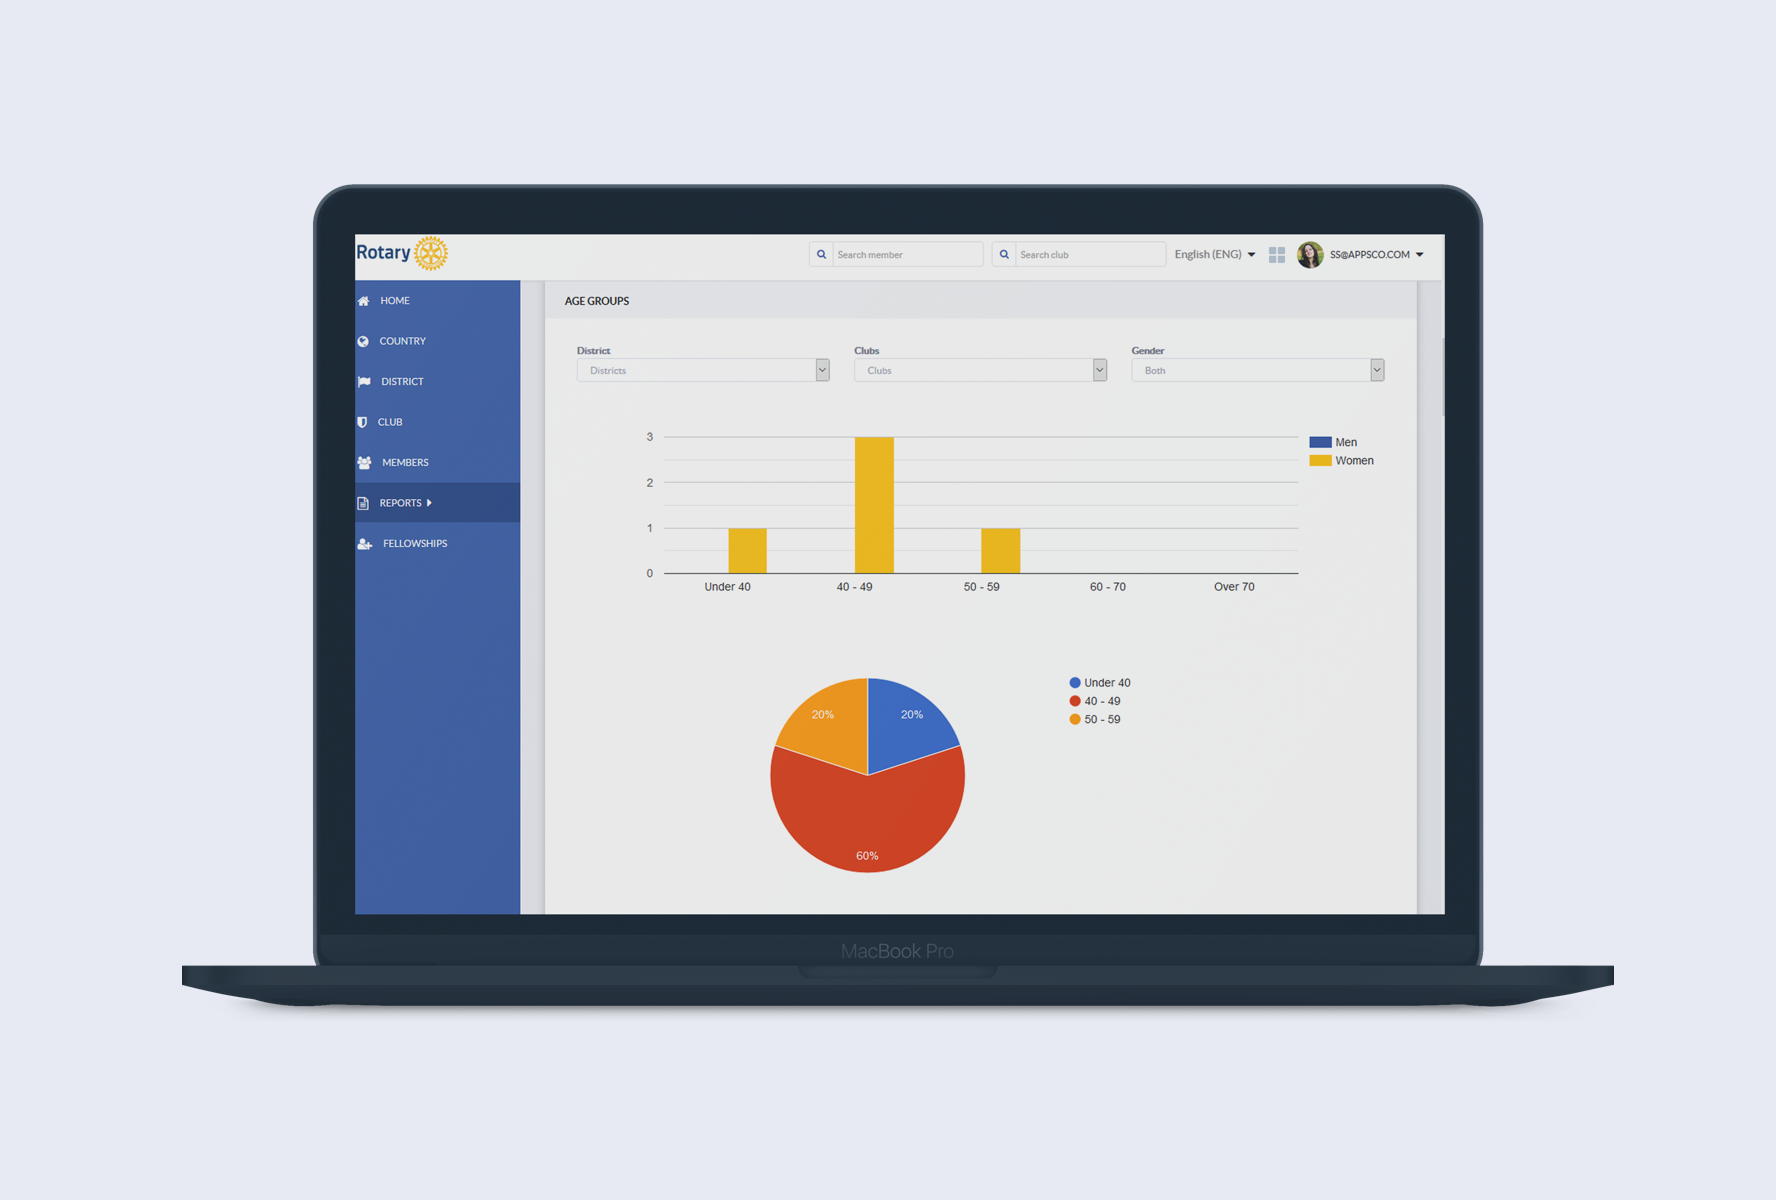 Rotary
Search member
Search club
English (ENG)
SS@APPSCO.COM
HOME
COUNTRY
DISTRICT
CLUB
MEMBERS
REPORTS
FELLOWSHIPS
AGE GROUPS
District
Clubs
Gender
Districts
Clubs
Both
3
2
1
0
Under 40
40 - 49
50 - 59
60 - 70
Over 70
Men
Women
20%
20%
60%
Under 40
40 - 49
50 - 59
MacBook Pro